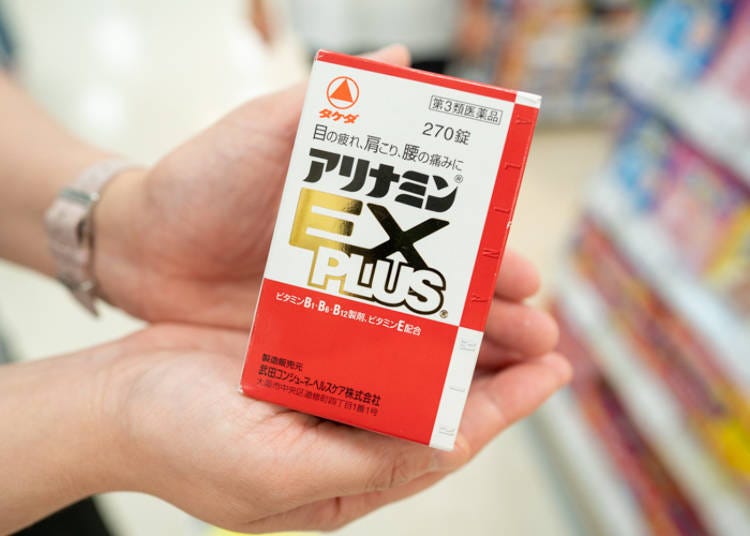 タケダ
第3類医薬品
270錠
目の疲れ、肩こり、腰の痛みに
アリナミン®
EX
PLUS®
ビタミンB1・B6・B12製剤、ビタミンE配合
製造販売元
武田コンシューマーヘルスケア株式会社
大阪市中央区道修町四丁目1番1号
ALINA